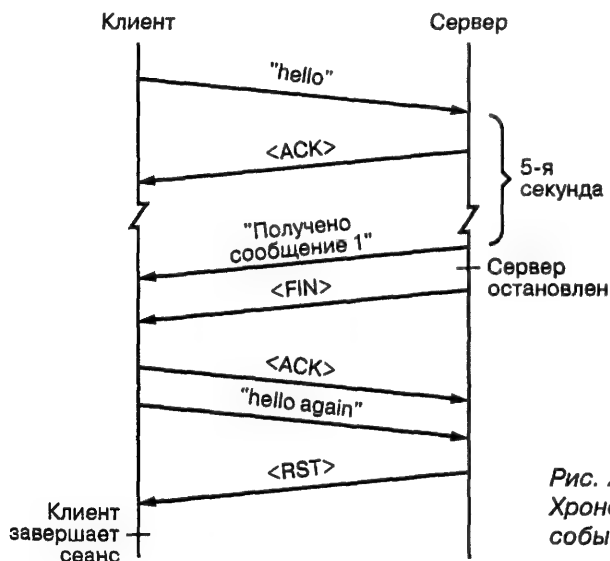 Клиент
Сервер
"hello"
<ACK>
5-я
секунда
"Получено
сообщение 1"
Сервер
остановлен
<FIN>
<ACK>
"hello again"
<RST>
Клиент
завершает
сеанс
Рис.